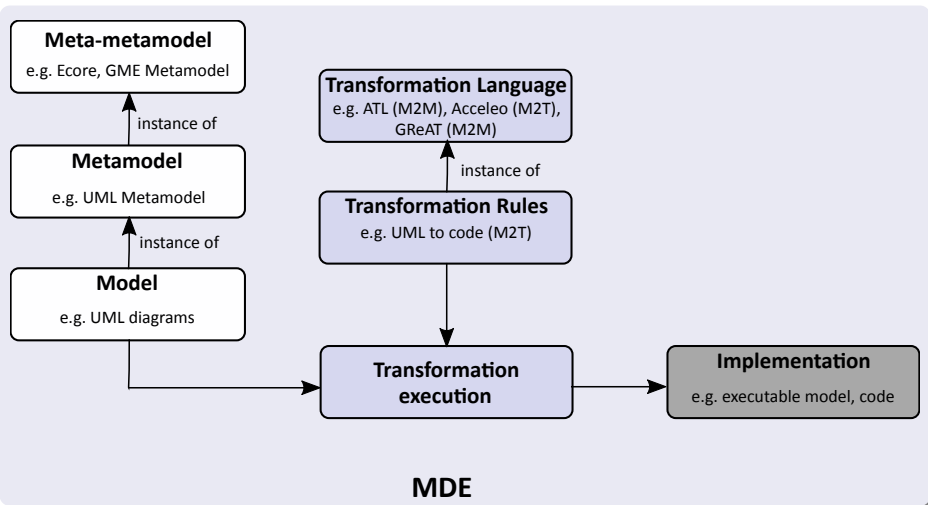 Meta-metamodel
e.g. Ecore, GME Metamodel
instance of
Metamodel
e.g. UML Metamodel
instance of
Model
e.g. UML diagrams
Transformation Language
e.g. ATL (M2M), Acceleo (M2T),
GReAT (M2M)
instance of
Transformation Rules
e.g. UML to code (M2T)
Transformation
execution
Implementation
e.g. executable model, code
MDE